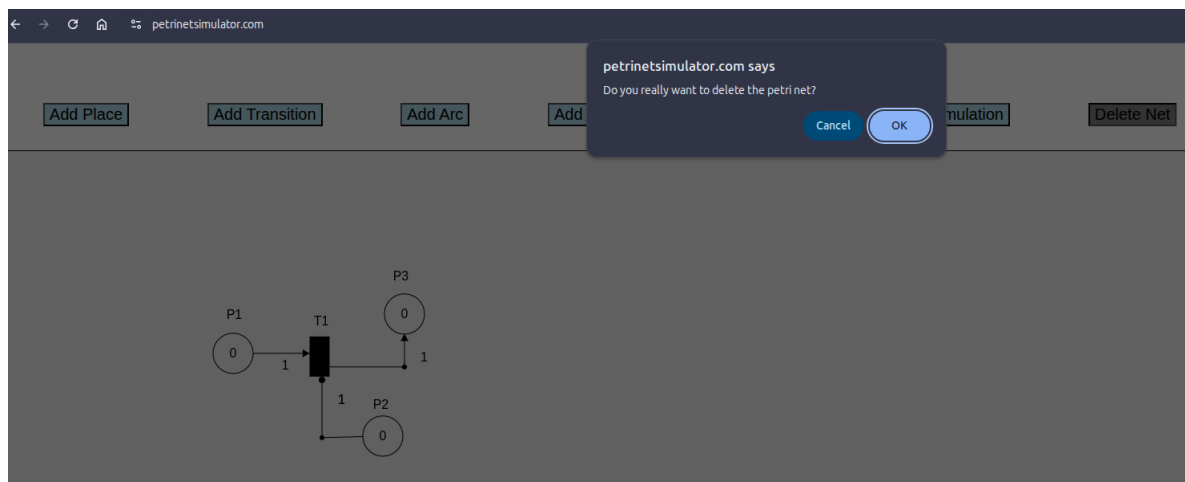 petrinetsimulator.com
petrinetsimulator.com says
Do you really want to delete the petri net?
Cancel OK
Add Place Add Transition Add Arc Add mulation Delete Net
P3
0
P1
T1
0
1
1
1
P2
0